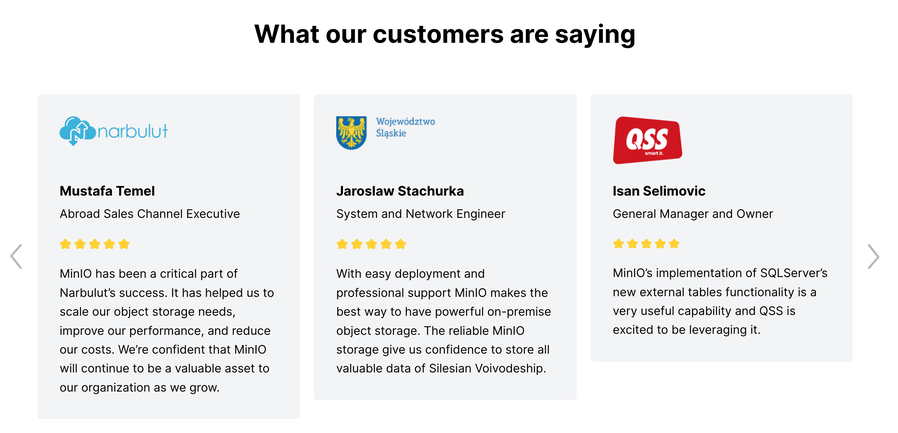 What our customers are saying
narbulut
Mustafa Temel
Abroad Sales Channel Executive
MinIO has been a critical part of
Narbulut’s success. It has helped us to
scale our object storage needs,
improve our performance, and reduce
our costs. We’re confident that MinIO
will continue to be a valuable asset to
our organization as we grow.
Województwo
Śląskie
Jaroslaw Stachurka
System and Network Engineer
With easy deployment and
professional support MinIO makes the
best way to have powerful on-premise
object storage. The reliable MinIO
storage give us confidence to store all
valuable data of Silesian Voivodeship.
QSS
smart it.
Isan Selimovic
General Manager and Owner
MinIO’s implementation of SQLServer’s
new external tables functionality is a
very useful capability and QSS is
excited to be leveraging it.